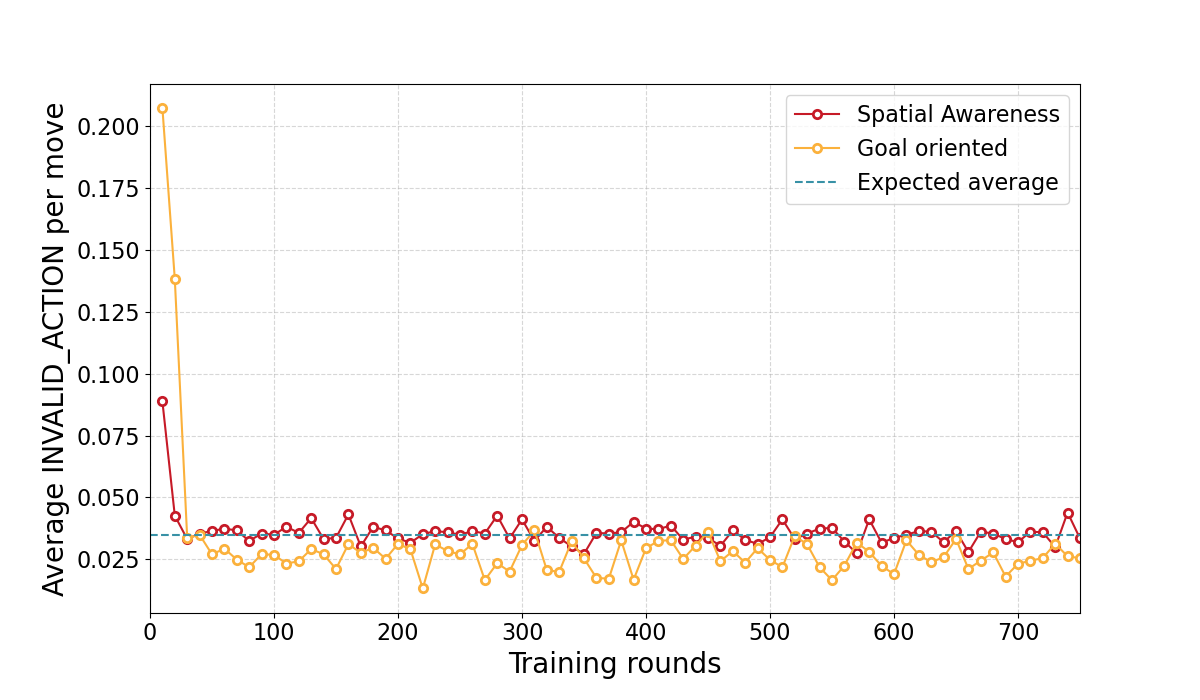 Average INVALID_ACTION per move
0.200
0.175
0.150
0.125
0.100
0.075
0.050
0.025
Spatial Awareness
Goal oriented
Expected average
0 100 200 300 400 500 600 700
Training rounds